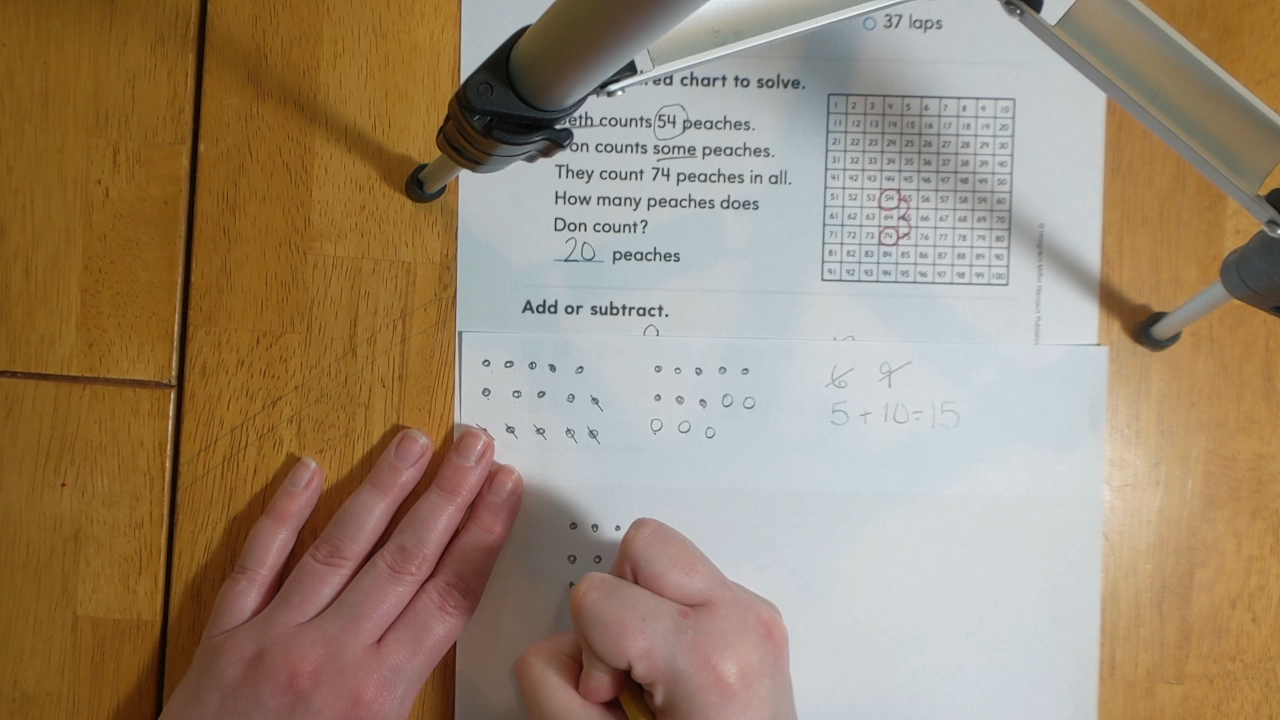 37 laps
chart to solve.
counts 54 peaches.
counts some peaches.
They count 74 peaches in all.
How many peaches does
Don count?
20 peaches
1 2 3 4 5 6 7 8 9 10
11 12 13 14 15 16 17 18 19 20
21 22 23 24 25 26 27 28 29 30
31 32 33 34 35 36 37 38 39 40
41 42 43 44 45 46 47 48 49 50
51 52 53 54 55 56 57 58 59 60
61 62 63 64 65 66 67 68 69 70
71 72 73 74 75 76 77 78 79 80
81 82 83 84 85 86 87 88 89 90
91 92 93 94 95 96 97 98 99 100
© Houghton Mifflin Harcourt
Add or subtract.
6 9
5 + 10 = 15